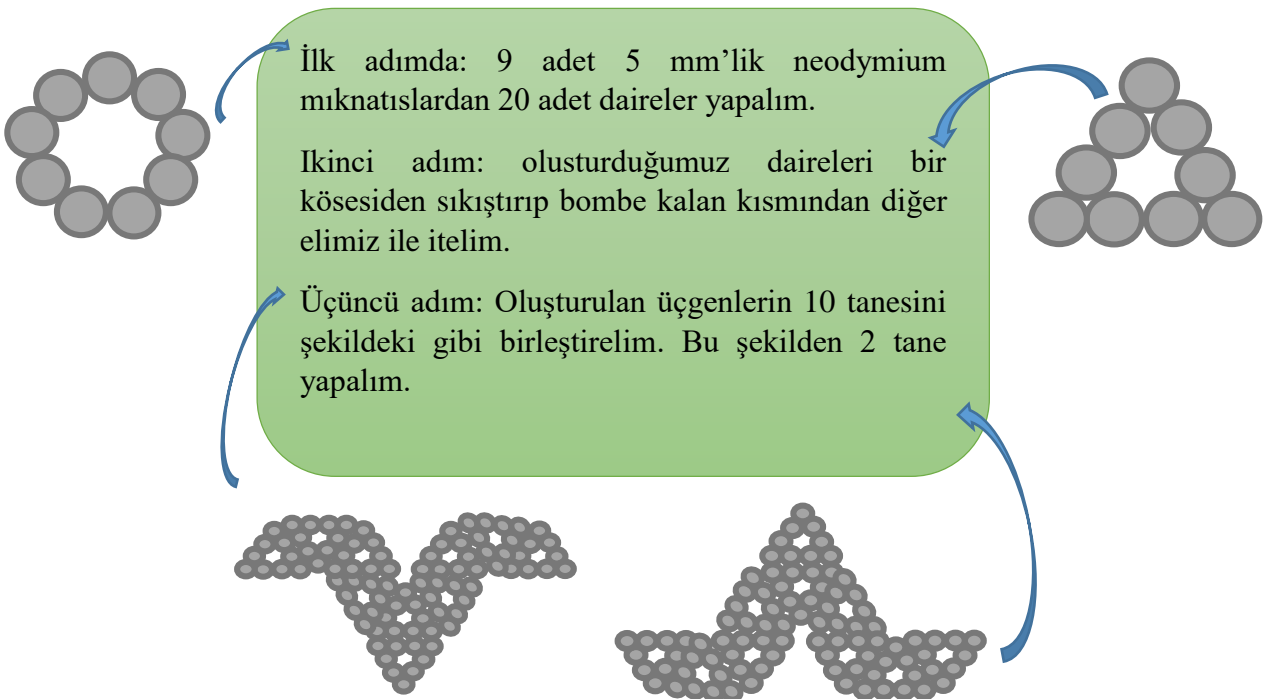 İlk adımda: 9 adet 5 mm’lik neodymium
mıknatıslardan 20 adet daireler yapalım.
Ikinci adım: olusturduğumuz daireleri bir
kösesiden sıkıştırıp bombe kalan kısmından diğer
elimiz ile itelim.
Üçüncü adım: Oluşturulan üçgenlerin 10 tanesini
şekildeki gibi birleştirelim. Bu şekilden 2 tane
yapalım.